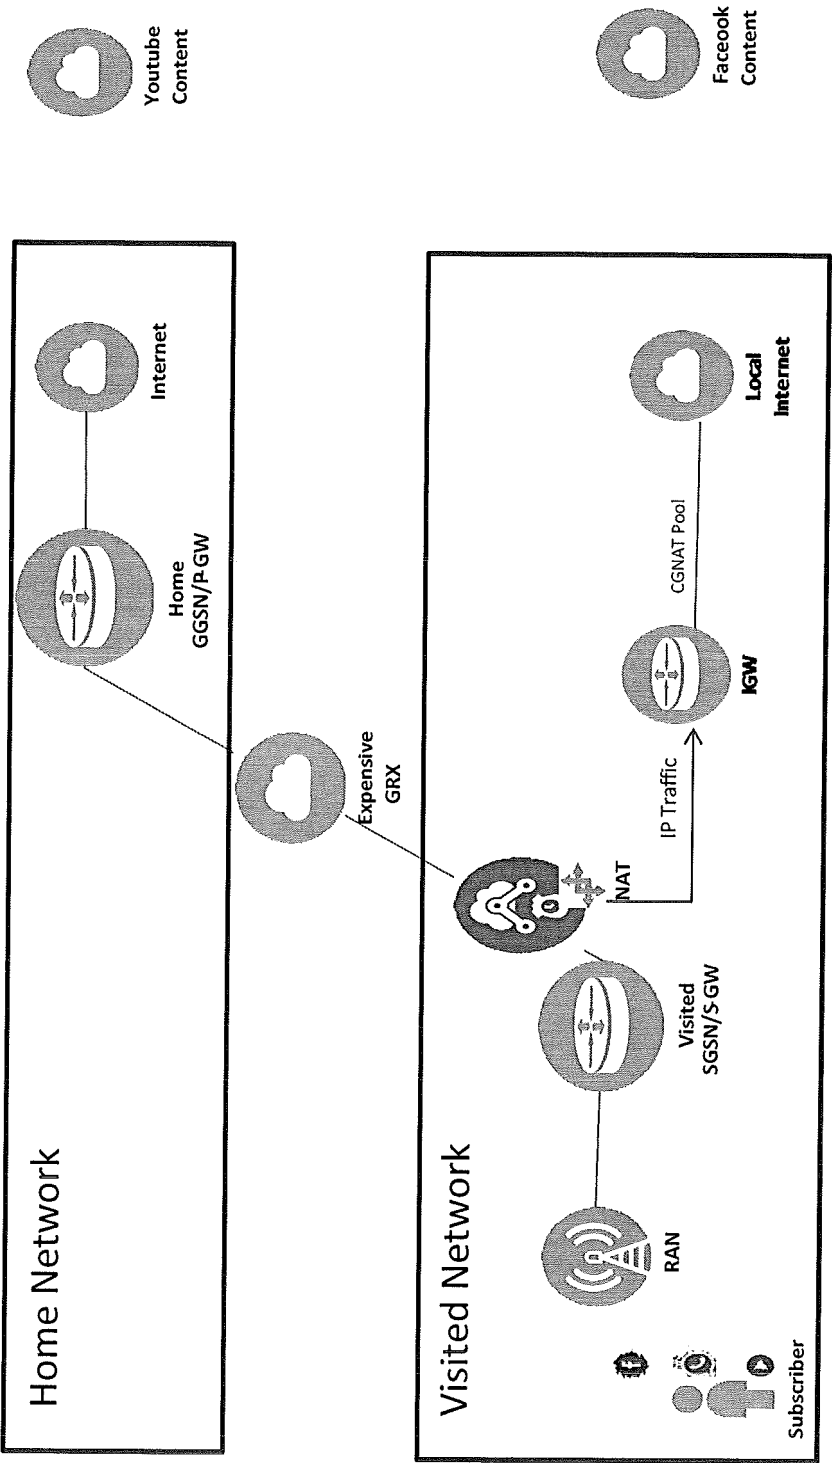 Home Network
Home
GGSN/P-GW
Internet
Youtube
Content
Expensive
GRX
Visited Network
Subscriber
RAN
Visited
SGSN/S-GW
NAT
IP Traffic
IGW
CGNAT Pool
Local
Internet
Faceook
Content